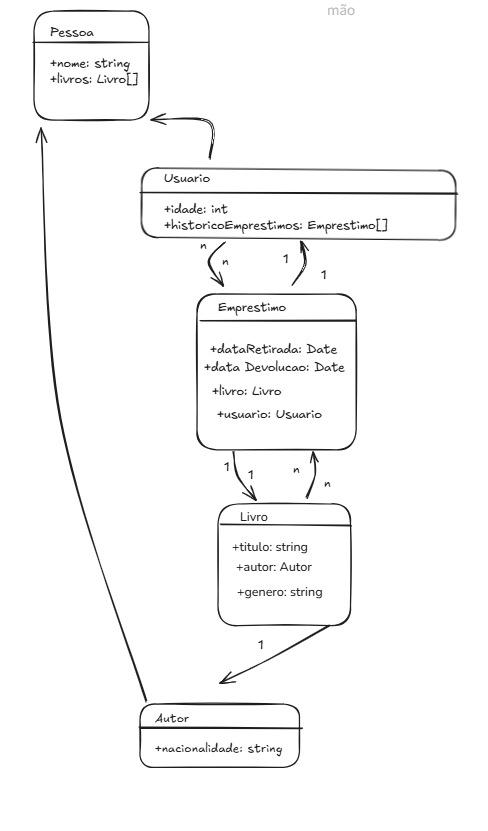 mão
Pessoa
+nome: string
+livros: Livro[]
Usuario
+idade: int
+historicoEmprestimos: Emprestimo[]
n
n
1
1
Emprestimo
+dataRetirada: Date
+data Devolucao: Date
+livro: Livro
+usuario: Usuario
1
1
n
n
Livro
+titulo: string
+autor: Autor
+genero: string
1
Autor
+nacionalidade: string